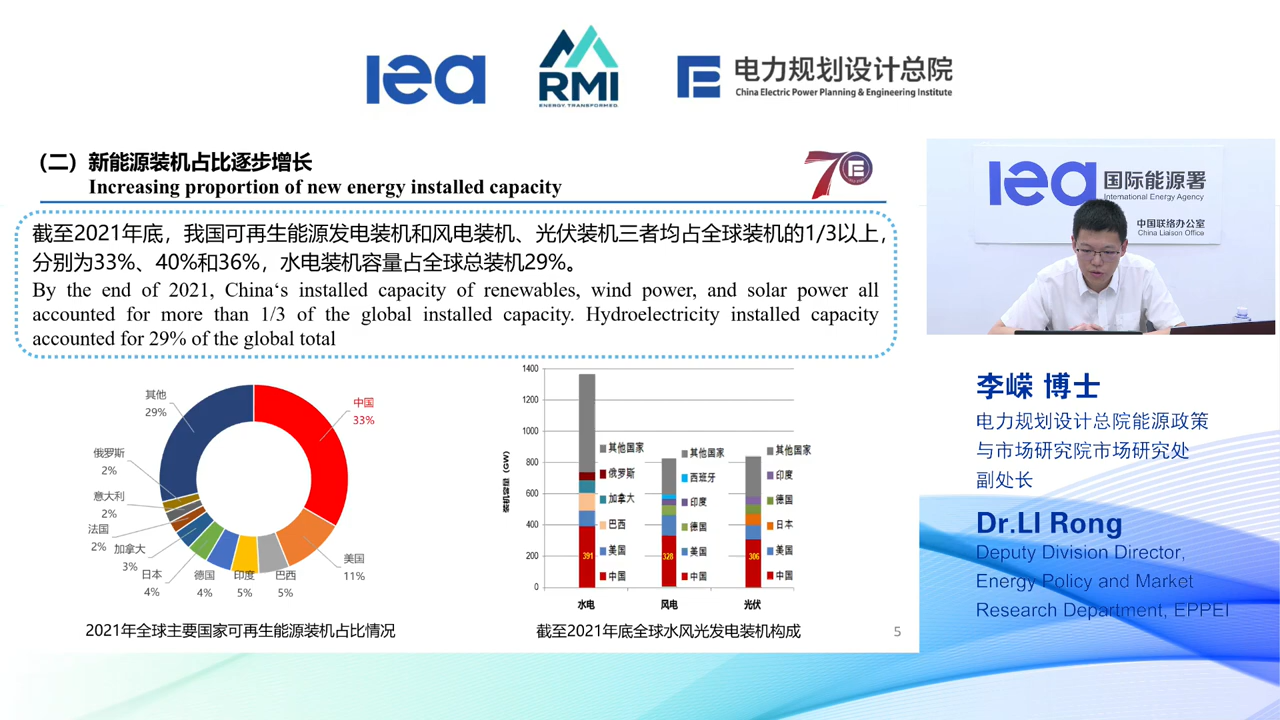 iea
RMI
ENERGY. TRANSFORMED.
电力规划设计总院
China Electric Power Planning & Engineering Institute
(二) 新能源装机占比逐步增长
Increasing proportion of new energy installed capacity
70
截至2021年底，我国可再生能源发电装机和风电装机、光伏装机三者均占全球装机的1/3以上，
分别为33%、40%和36%，水电装机容量占全球总装机29%。
By the end of 2021, China‘s installed capacity of renewables, wind power, and solar power all
accounted for more than 1/3 of the global installed capacity. Hydroelectricity installed capacity
accounted for 29% of the global total
其他
29%
中国
33%
俄罗斯
2%
意大利
2%
法国
2%
加拿大
3%
日本
4%
德国
4%
印度
5%
巴西
5%
美国
11%
2021年全球主要国家可再生能源装机占比情况
装机容量（GW）
1400
1200
1000
800
600
400
200
0
其他国家
俄罗斯
加拿大
巴西
美国
中国
391
水电
其他国家
西班牙
印度
德国
美国
中国
328
风电
其他国家
印度
德国
日本
美国
中国
306
光伏
截至2021年底全球水风光发电装机构成
5
iea 国际能源署
International Energy Agency
中国联络办公室
China Liaison Office
李嵘 博士
电力规划设计总院能源政策
与市场研究院市场研究处
副处长
Dr.LI Rong
Deputy Division Director,
Energy Policy and Market
Research Department, EPPEI